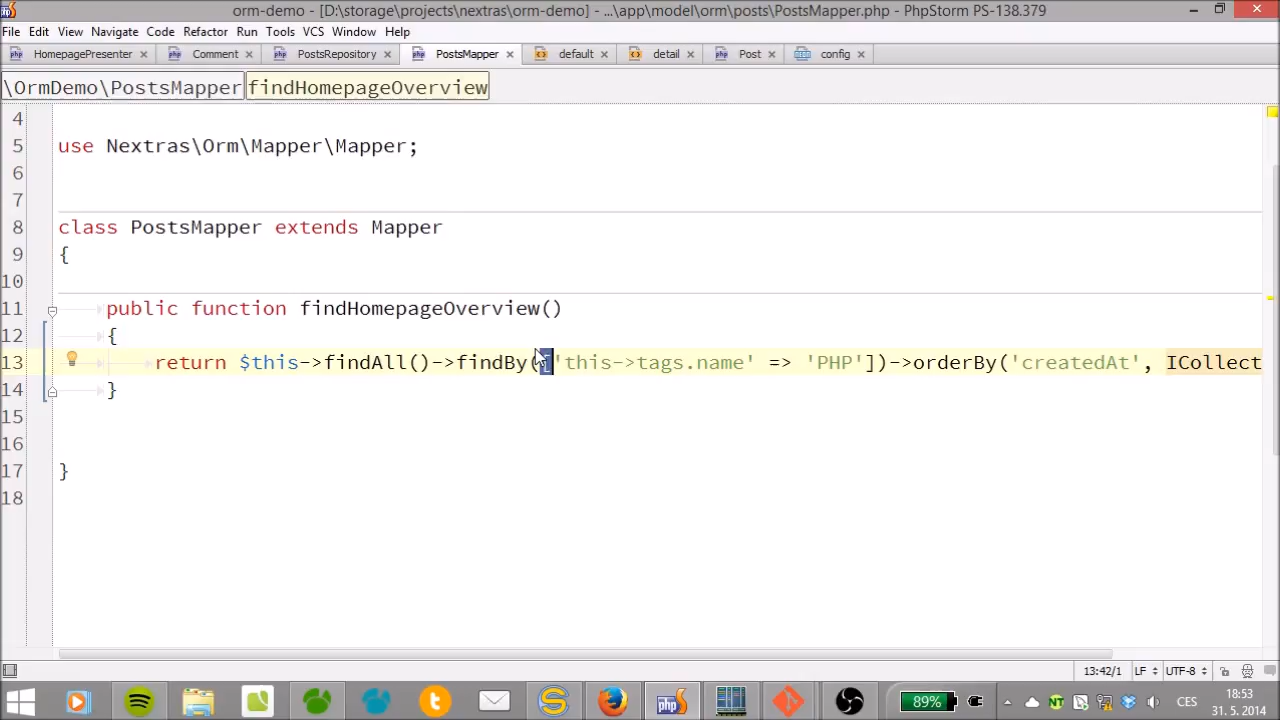 orm-demo - [D:\storage\projects\nextras\orm-demo] - ...\app\model\orm\posts\PostsMapper.php - PhpStorm PS-138.379
File Edit View Navigate Code Refactor Run Tools VCS Window Help
HomepagePresenter Comment PostsRepository PostsMapper default detail Post config
\OrmDemo\PostsMapper findHomepageOverview
4
5 use Nextras\Orm\Mapper\Mapper;
6
7
8 class PostsMapper extends Mapper
9 {
10
11 public function findHomepageOverview()
12 {
13 return $this->findAll()->findBy(['this->tags.name' => 'PHP'])->orderBy('createdAt', ICollect
14 }
15
16
17 }
18
13:42/1 LF UTF-8
89% CES 18:53
31. 5. 2014